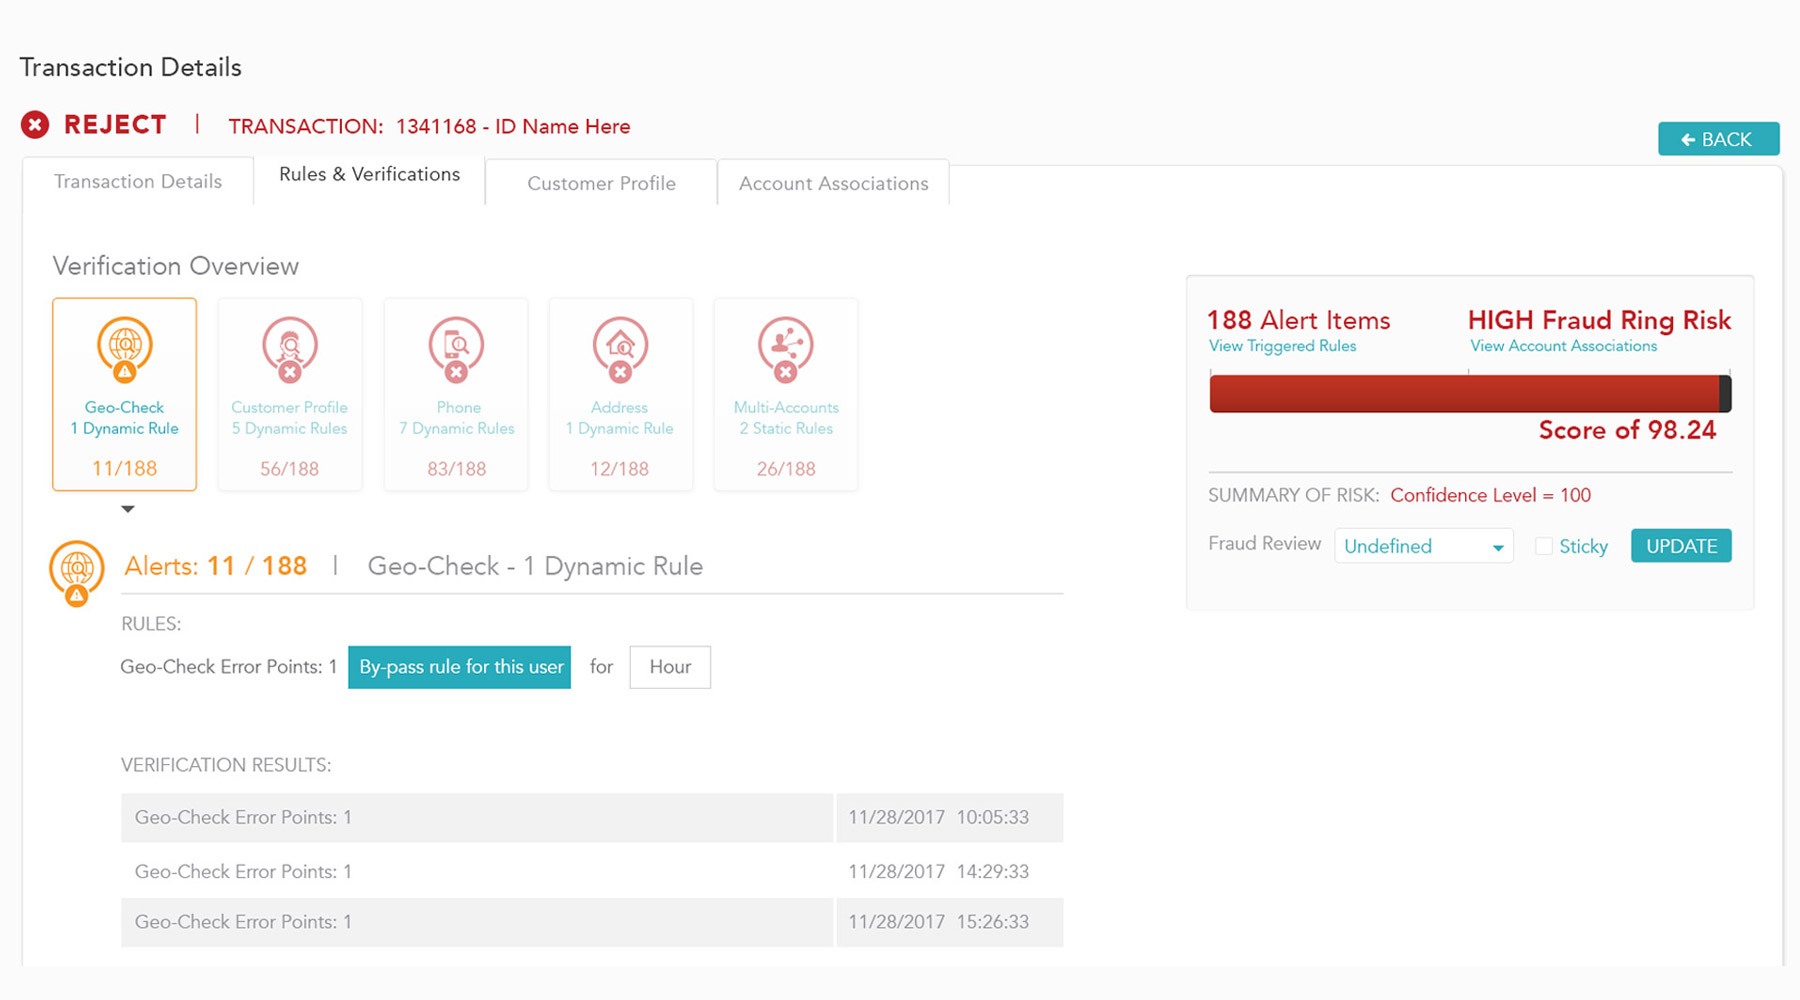 Transaction Details
REJECT | TRANSACTION: 1341168 - ID Name Here
BACK
Transaction Details
Rules & Verifications
Customer Profile
Account Associations
Verification Overview
Geo-Check
1 Dynamic Rule
11/188
Customer Profile
5 Dynamic Rules
56/188
Phone
7 Dynamic Rules
83/188
Address
1 Dynamic Rule
12/188
Multi-Accounts
2 Static Rules
26/188
188 Alert Items
View Triggered Rules
HIGH Fraud Ring Risk
View Account Associations
Score of 98.24
SUMMARY OF RISK: Confidence Level = 100
Fraud Review Undefined Sticky UPDATE
Alerts: 11 / 188 | Geo-Check - 1 Dynamic Rule
RULES:
Geo-Check Error Points: 1 By-pass rule for this user for Hour
VERIFICATION RESULTS:
Geo-Check Error Points: 1 11/28/2017 10:05:33
Geo-Check Error Points: 1 11/28/2017 14:29:33
Geo-Check Error Points: 1 11/28/2017 15:26:33